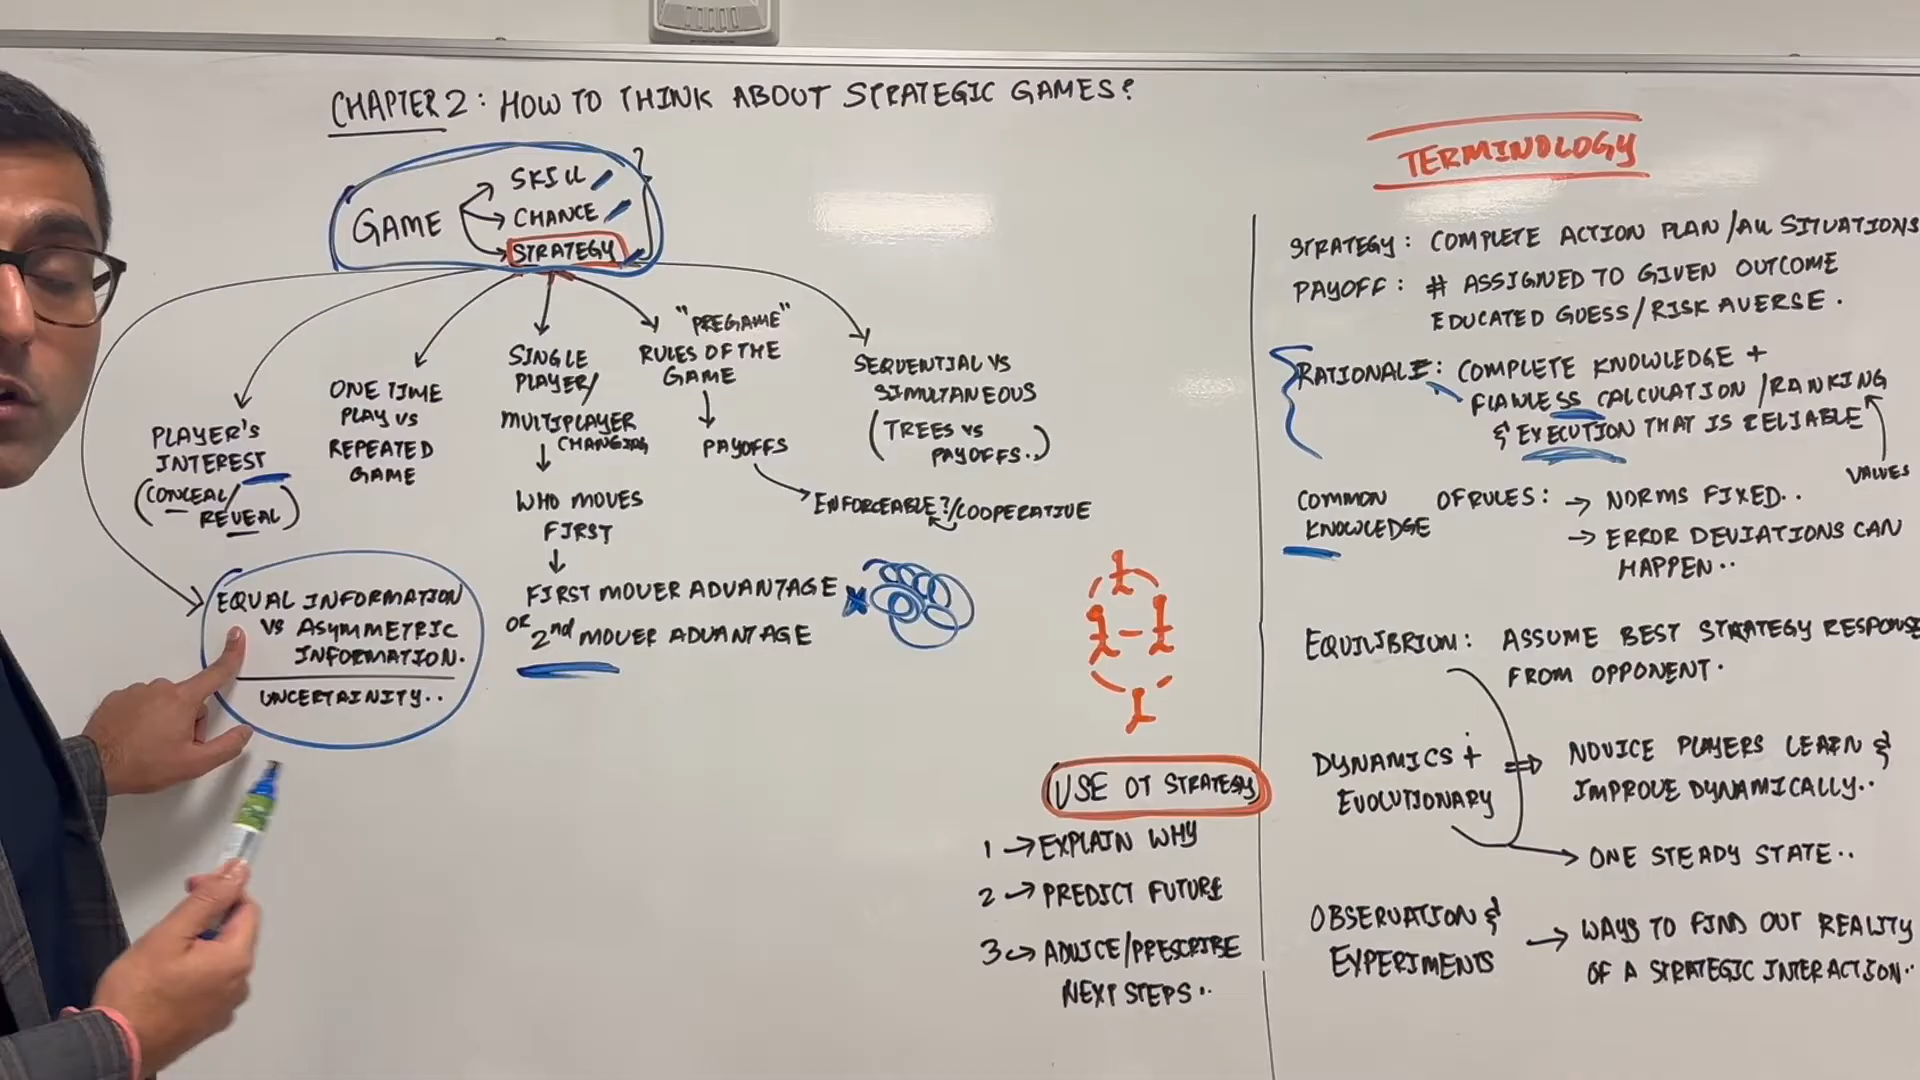 CHAPTER 2: HOW TO THINK ABOUT STRATEGIC GAMES?
GAME
SKILL
CHANCE
STRATEGY
?
PLAYER'S
INTEREST
(CONCEAL/
REVEAL)
ONE TIME
PLAY VS
REPEATED
GAME
SINGLE
PLAYER/
MULTIPLAYER
CHANGING
WHO MOVES
FIRST
FIRST MOVER ADVANTAGE
OR 2nd MOVER ADVANTAGE
"PREGAME"
RULES OF THE
GAME
PAYOFFS
ENFORCEABLE?/COOPERATIVE
SEQUENTIAL VS
SIMULTANEOUS
(TREES VS
PAYOFFS..)
EQUAL INFORMATION
VS ASYMMETRIC
INFORMATION.
UNCERTAINITY..
USE OT STRATEGY
1 → EXPLAIN WHY
2 → PREDICT FUTURE
3 → ADVICE/PRESCRIBE
NEXT STEPS..
TERMINOLOGY
STRATEGY: COMPLETE ACTION PLAN/ALL SITUATIONS
PAYOFF: # ASSIGNED TO GIVEN OUTCOME
EDUCATED GUESS/RISK AVERSE.
RATIONALE: COMPLETE KNOWLEDGE +
FLAWLESS CALCULATION/RANKING
& EXECUTION THAT IS RELIABLE
VALUES
COMMON KNOWLEDGE OF RULES: → NORMS FIXED..
→ ERROR DEVIATIONS CAN
HAPPEN..
EQUILIBRIUM: ASSUME BEST STRATEGY RESPONSE
FROM OPPONENT.
DYNAMICS +
EVOLUTIONARY
⇒ NOVICE PLAYERS LEARN &
IMPROVE DYNAMICALLY..
→ ONE STEADY STATE..
OBSERVATION &
EXPERIMENTS
→ WAYS TO FIND OUT REALITY
OF A STRATEGIC INTERACTION..